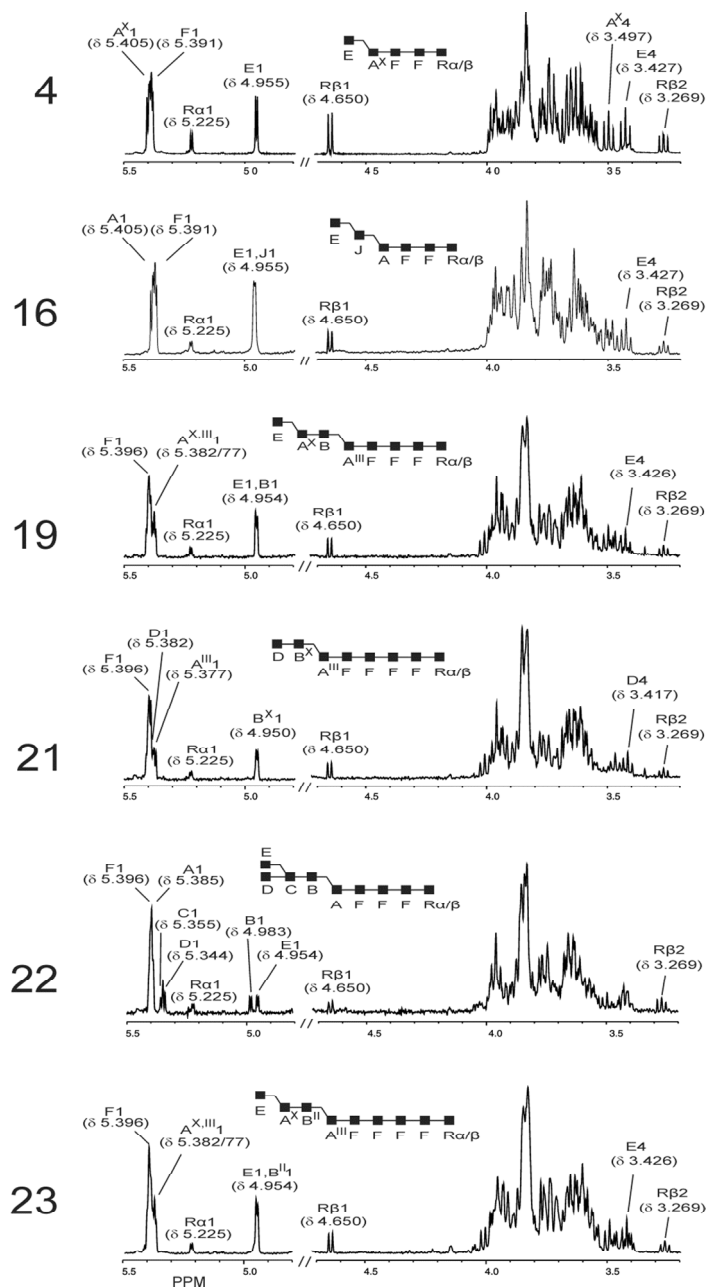 4
Aˣ1 F1
(δ 5.405) (δ 5.391)
Rα1
(δ 5.225)
E1
(δ 4.955)
E
Aˣ F F Rα/β
Rβ1
(δ 4.650)
Aˣ4
(δ 3.497)
E4
(δ 3.427)
Rβ2
(δ 3.269)
5.5 5.0 // 4.5 4.0 3.5
16
A1 F1
(δ 5.405)(δ 5.391)
Rα1
(δ 5.225)
E1,J1
(δ 4.955)
E
J
A F F Rα/β
Rβ1
(δ 4.650)
E4
(δ 3.427)
Rβ2
(δ 3.269)
5.5 5.0 // 4.5 4.0 3.5
19
F1
(δ 5.396)
A^X,III1
(δ 5.382/77)
Rα1
(δ 5.225)
E1,B1
(δ 4.954)
E
Aˣ B
A^III F F F Rα/β
Rβ1
(δ 4.650)
E4
(δ 3.426)
Rβ2
(δ 3.269)
5.5 5.0 // 4.5 4.0 3.5
21
F1
(δ 5.396)
D1
(δ 5.382)
A^III1
(δ 5.377)
Rα1
(δ 5.225)
Bˣ1
(δ 4.950)
D Bˣ
A^III F F F F Rα/β
Rβ1
(δ 4.650)
D4
(δ 3.417)
Rβ2
(δ 3.269)
5.5 5.0 // 4.5 4.0 3.5
22
F1
(δ 5.396)
A1
(δ 5.385)
C1
(δ 5.355)
D1
(δ 5.344)
Rα1
(δ 5.225)
B1
(δ 4.983)
E1
(δ 4.954)
E
D C B
A F F F Rα/β
Rβ1
(δ 4.650)
Rβ2
(δ 3.269)
5.5 5.0 // 4.5 4.0 3.5
23
F1
(δ 5.396)
A^X,III1
(δ 5.382/77)
Rα1
(δ 5.225)
E1,B^II1
(δ 4.954)
E
Aˣ B^II
A^III F F F F Rα/β
Rβ1
(δ 4.650)
E4
(δ 3.426)
Rβ2
(δ 3.269)
5.5 5.0 // 4.5 4.0 3.5
PPM